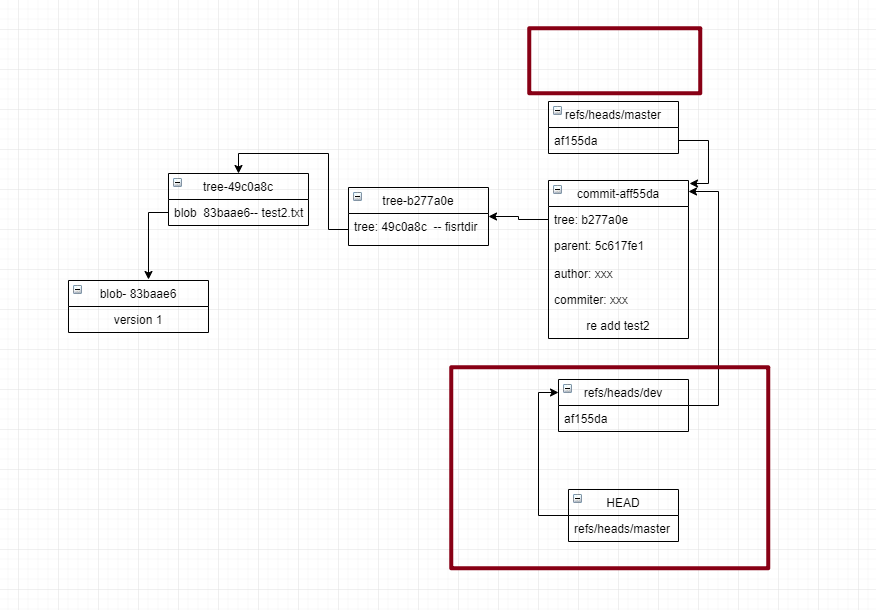 refs/heads/master
af155da
tree-49c0a8c
blob 83baae6-- test2.txt
tree-b277a0e
tree: 49c0a8c -- fisrtdir
commit-aff55da
tree: b277a0e
parent: 5c617fe1
author: xxx
commiter: xxx
re add test2
blob- 83baae6
version 1
refs/heads/dev
af155da
HEAD
refs/heads/master